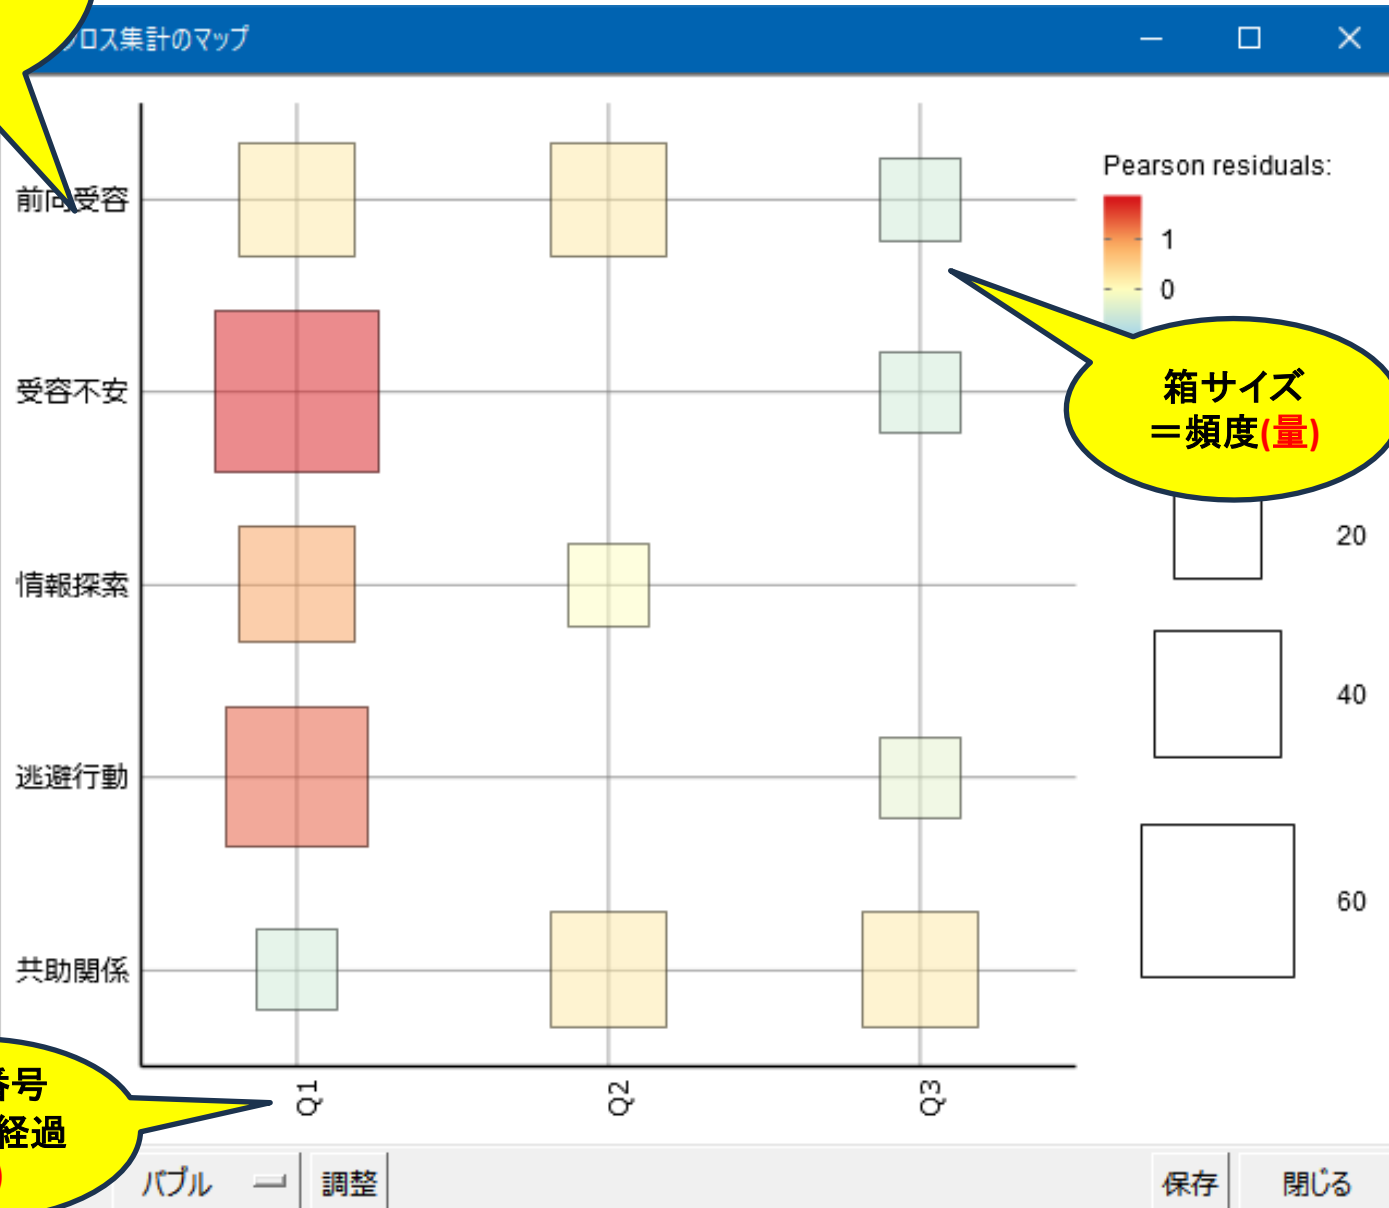 ロス集計のマップ
Pearson residuals:
1
0
前向受容
受容不安
情報探索
逃避行動
共助関係
箱サイズ
＝頻度(量)
20
40
60
Q1
Q2
Q3
番号
経過
)
バブル
調整
保存
閉じる